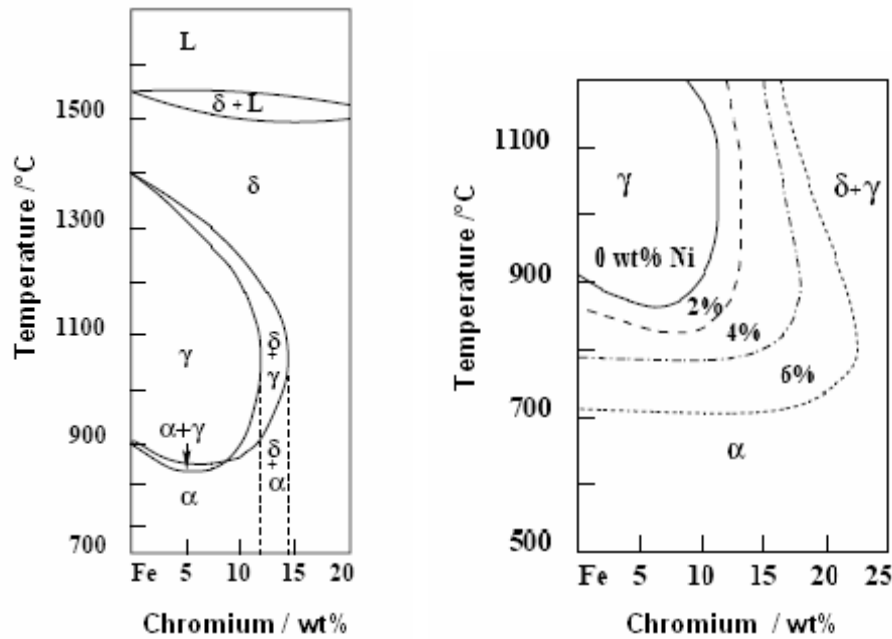 L
δ + L
δ
γ
δ + γ
α+γ
δ + α
α
1500
1300
1100
900
700
Temperature /°C
Fe 5 10 15 20
Chromium / wt%
γ
δ+γ
0 wt% Ni
2%
4%
6%
α
1100
900
700
500
Temperature /°C
Fe 5 10 15 20 25
Chromium / wt%